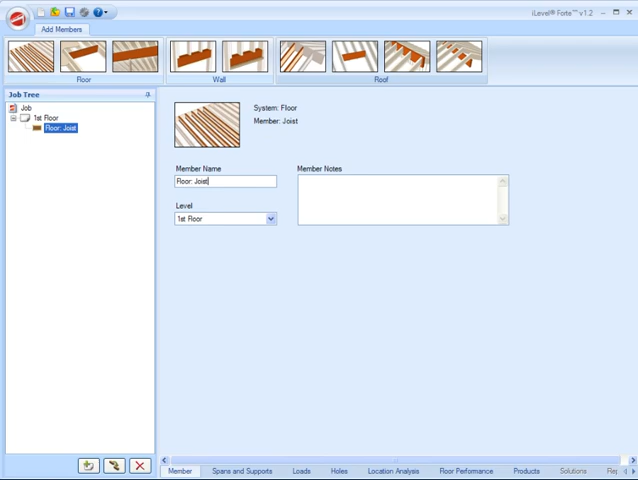 iLevel® Forte™ v1.2
Add Members
Floor
Wall
Roof
Job Tree
Job
1st Floor
Floor: Joist
System: Floor
Member: Joist
Member Name
Floor: Joist
Member Notes
Level
1st Floor
Member
Spans and Supports
Loads
Holes
Location Analysis
Floor Performance
Products
Solutions
Rep